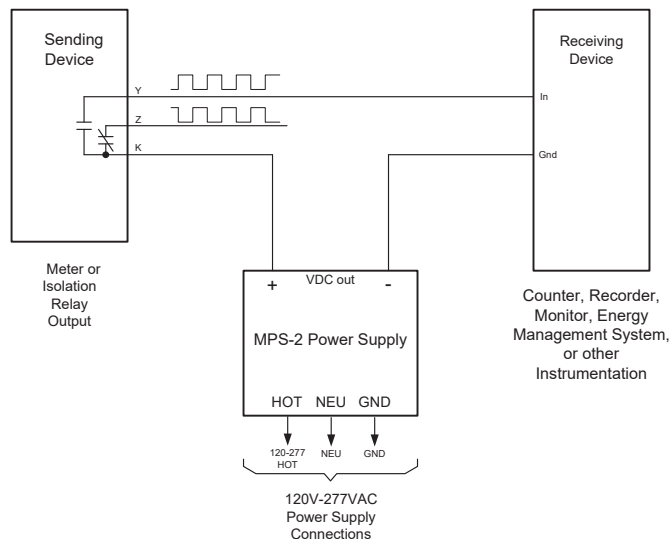 Sending
Device
Receiving
Device
Y
In
Z
K
Gnd
Meter or
Isolation
Relay
Output
+
VDC out
-
MPS-2 Power Supply
Counter, Recorder,
Monitor, Energy
Management System,
or other
Instrumentation
HOT NEU GND
120-277
HOT
NEU
GND
120V-277VAC
Power Supply
Connections